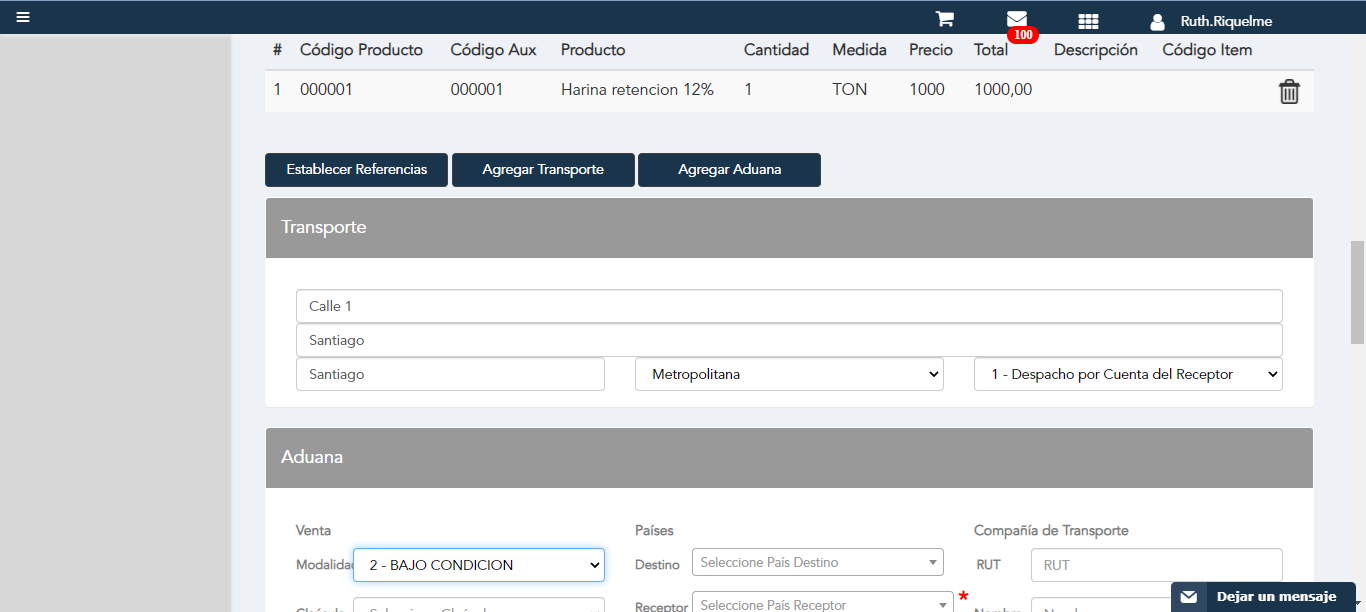 Ruth.Riquelme
100
# Código Producto Código Aux Producto Cantidad Medida Precio Total Descripción Código Item
1 000001 000001 Harina retencion 12% 1 TON 1000 1000,00
Establecer Referencias Agregar Transporte Agregar Aduana
Transporte
Calle 1
Santiago
Santiago Metropolitana 1 - Despacho por Cuenta del Receptor
Aduana
Venta Países Compañía de Transporte
Modalidad 2 - BAJO CONDICION Destino Seleccione País Destino RUT RUT
Receptor Seleccione País Receptor *
Dejar un mensaje